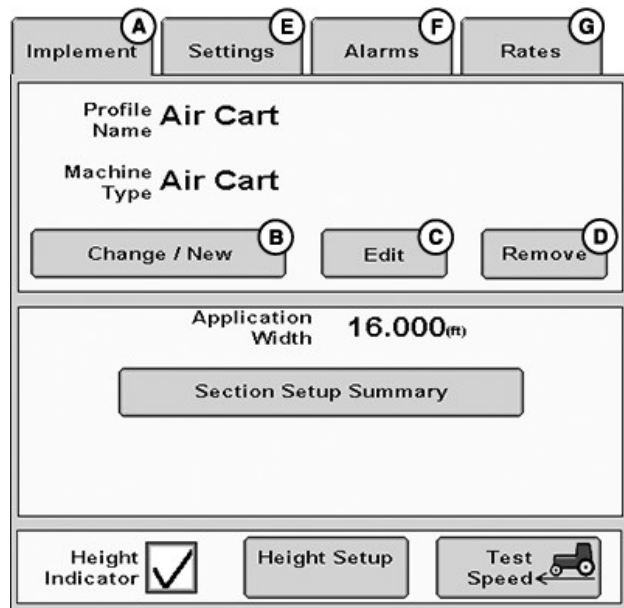 A E F G
Implement Settings Alarms Rates
Profile
Name Air Cart
Machine
Type Air Cart
B C D
Change / New Edit Remove
Application
Width 16.000(ft)
Section Setup Summary
Height
Indicator
Height Setup
Test
Speed